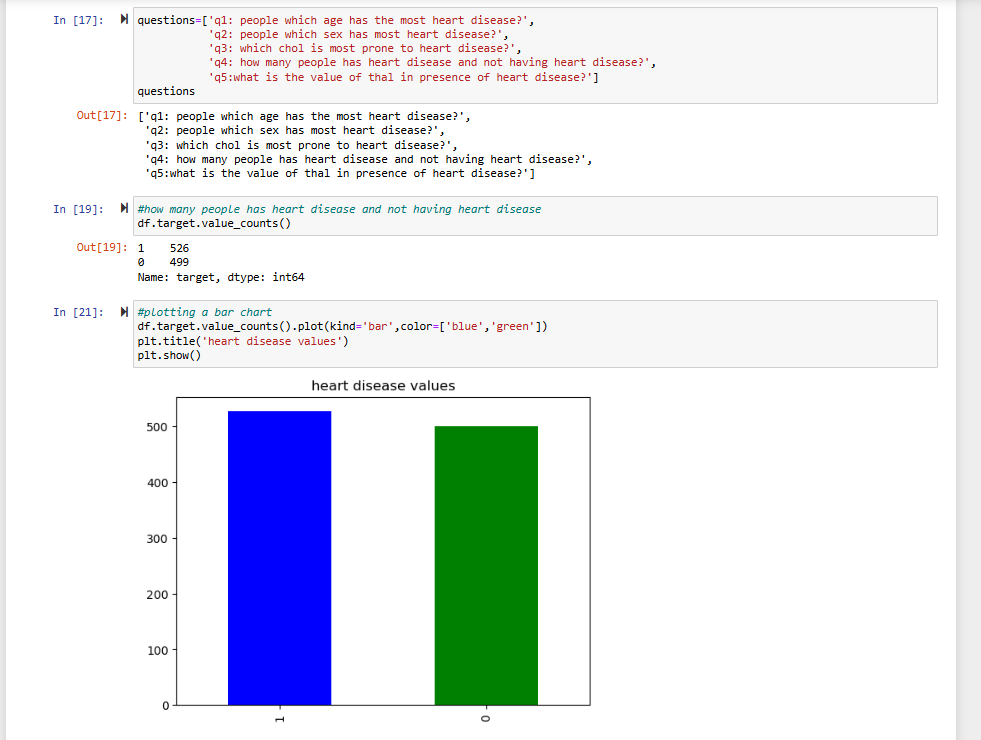 In [17]: questions=['q1: people which age has the most heart disease?',
'q2: people which sex has most heart disease?',
'q3: which chol is most prone to heart disease?',
'q4: how many people has heart disease and not having heart disease?',
'q5:what is the value of thal in presence of heart disease?']
questions
Out[17]: ['q1: people which age has the most heart disease?',
'q2: people which sex has most heart disease?',
'q3: which chol is most prone to heart disease?',
'q4: how many people has heart disease and not having heart disease?',
'q5:what is the value of thal in presence of heart disease?']
In [19]: #how many people has heart disease and not having heart disease
df.target.value_counts()
Out[19]: 1 526
0 499
Name: target, dtype: int64
In [21]: #plotting a bar chart
df.target.value_counts().plot(kind='bar',color=['blue','green'])
plt.title('heart disease values')
plt.show()
heart disease values
500
400
300
200
100
0
1 0